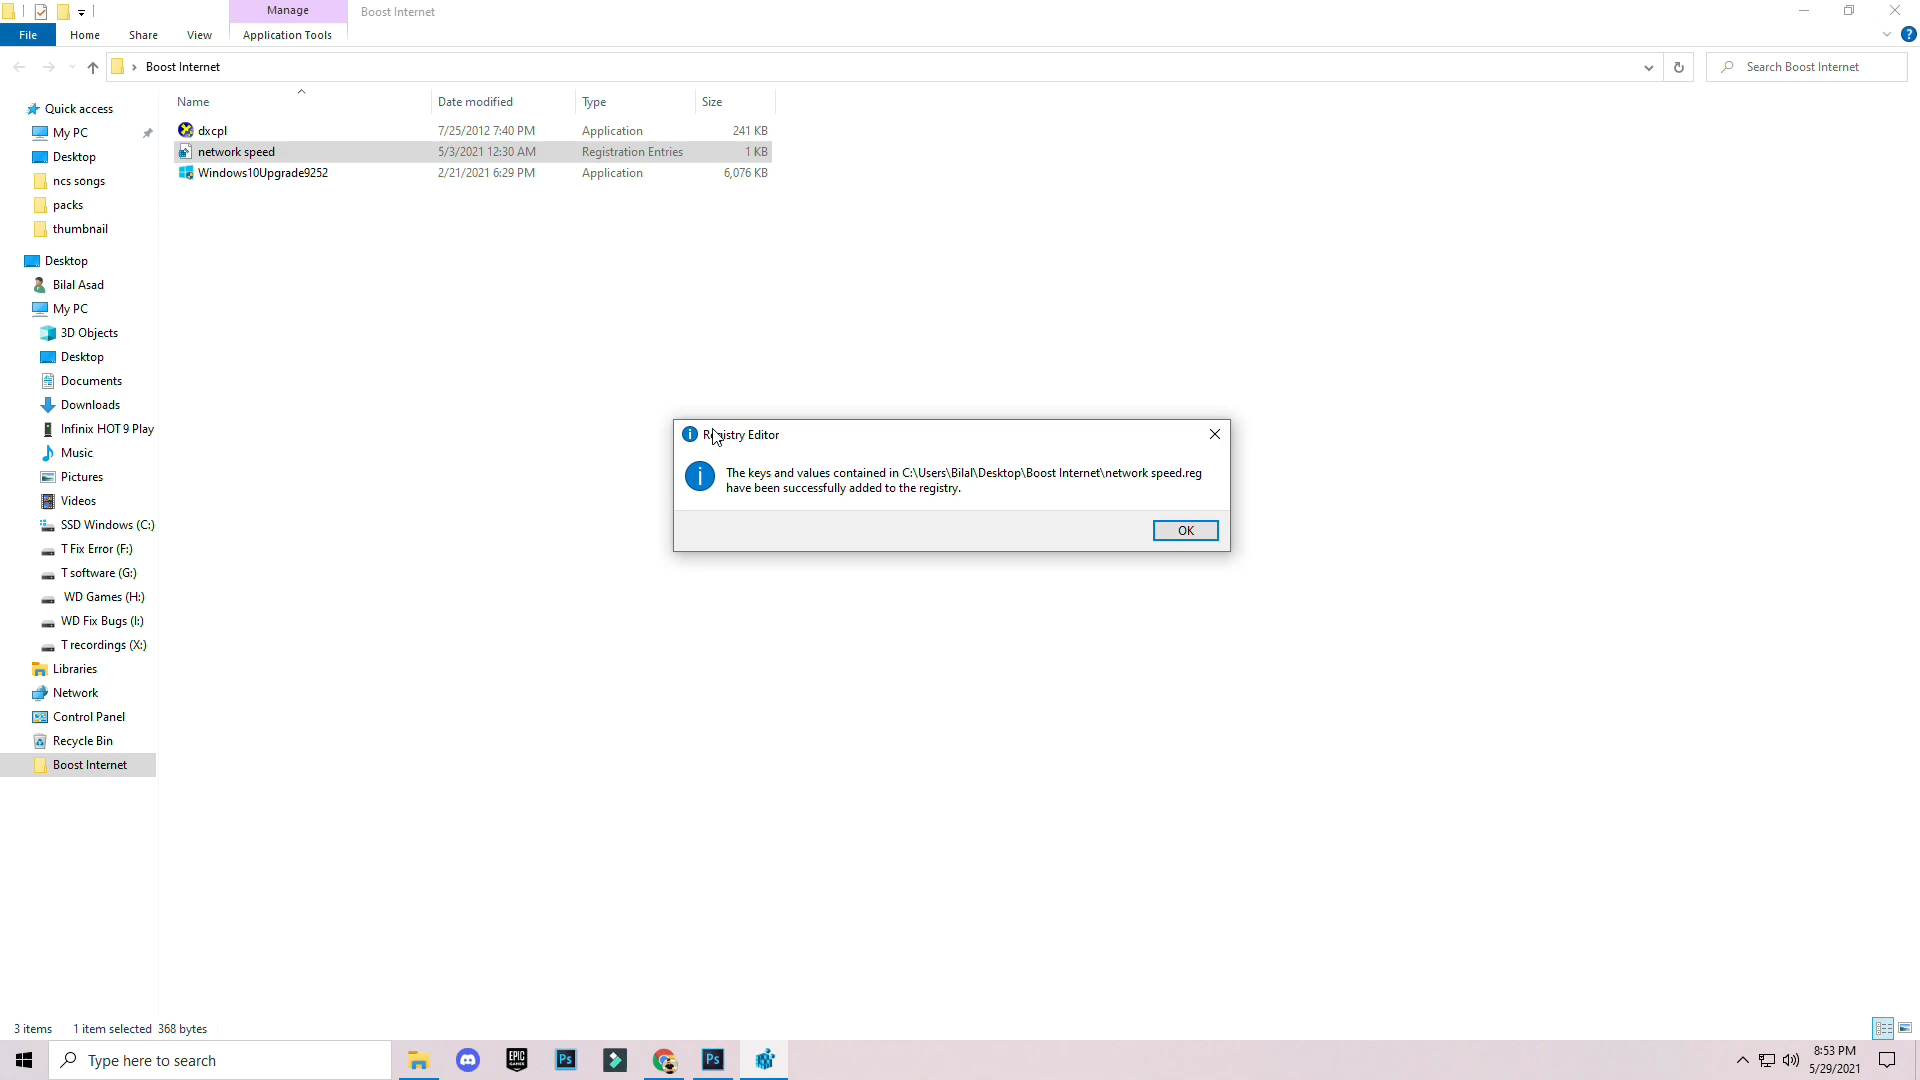 Manage
Boost Internet
File
Home
Share
View
Application Tools
?
Boost Internet
Search Boost Internet
Name
Date modified
Type
Size
dxcpl
7/25/2012 7:40 PM
Application
241 KB
network speed
5/3/2021 12:30 AM
Registration Entries
1 KB
Windows10Upgrade9252
2/21/2021 6:29 PM
Application
6,076 KB
Quick access
My PC
Desktop
ncs songs
packs
thumbnail
Desktop
Bilal Asad
My PC
3D Objects
Desktop
Documents
Downloads
Infinix HOT 9 Play
Music
Pictures
Videos
SSD Windows (C:)
T Fix Error (F:)
T software (G:)
WD Games (H:)
WD Fix Bugs (I:)
T recordings (X:)
Libraries
Network
Control Panel
Recycle Bin
Boost Internet
Registry Editor
The keys and values contained in C:\Users\Bilal\Desktop\Boost Internet\network speed.reg
have been successfully added to the registry.
OK
3 items
1 item selected 368 bytes
Type here to search
EPIC GAMES
Ps
Ps
8:53 PM
5/29/2021